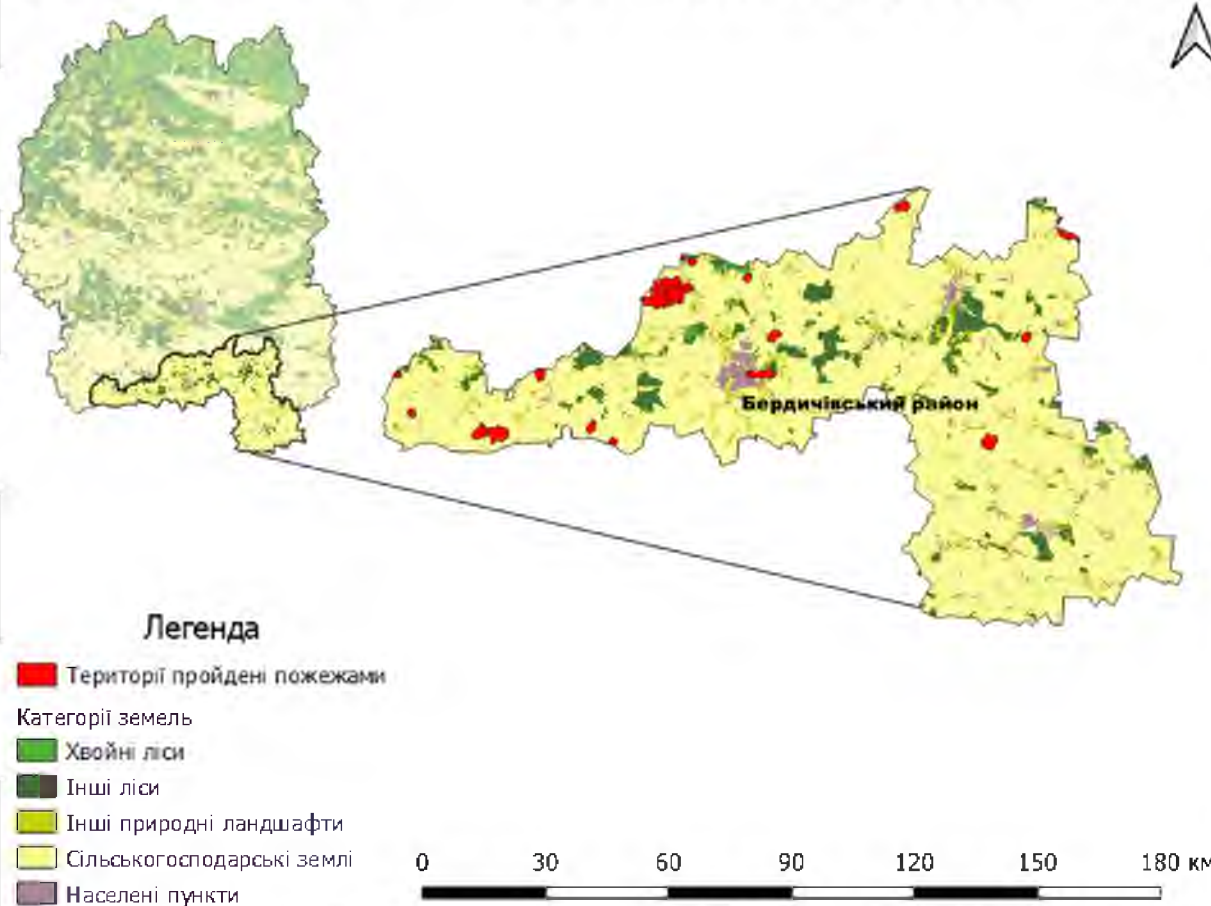 Бердичівський район
Легенда
Території пройдені пожежами
Категорії земель
Хвойні ліси
Інші ліси
Інші природні ландшафти
Сільськогосподарські землі
Населені пункти
0 30 60 90 120 150 180 км